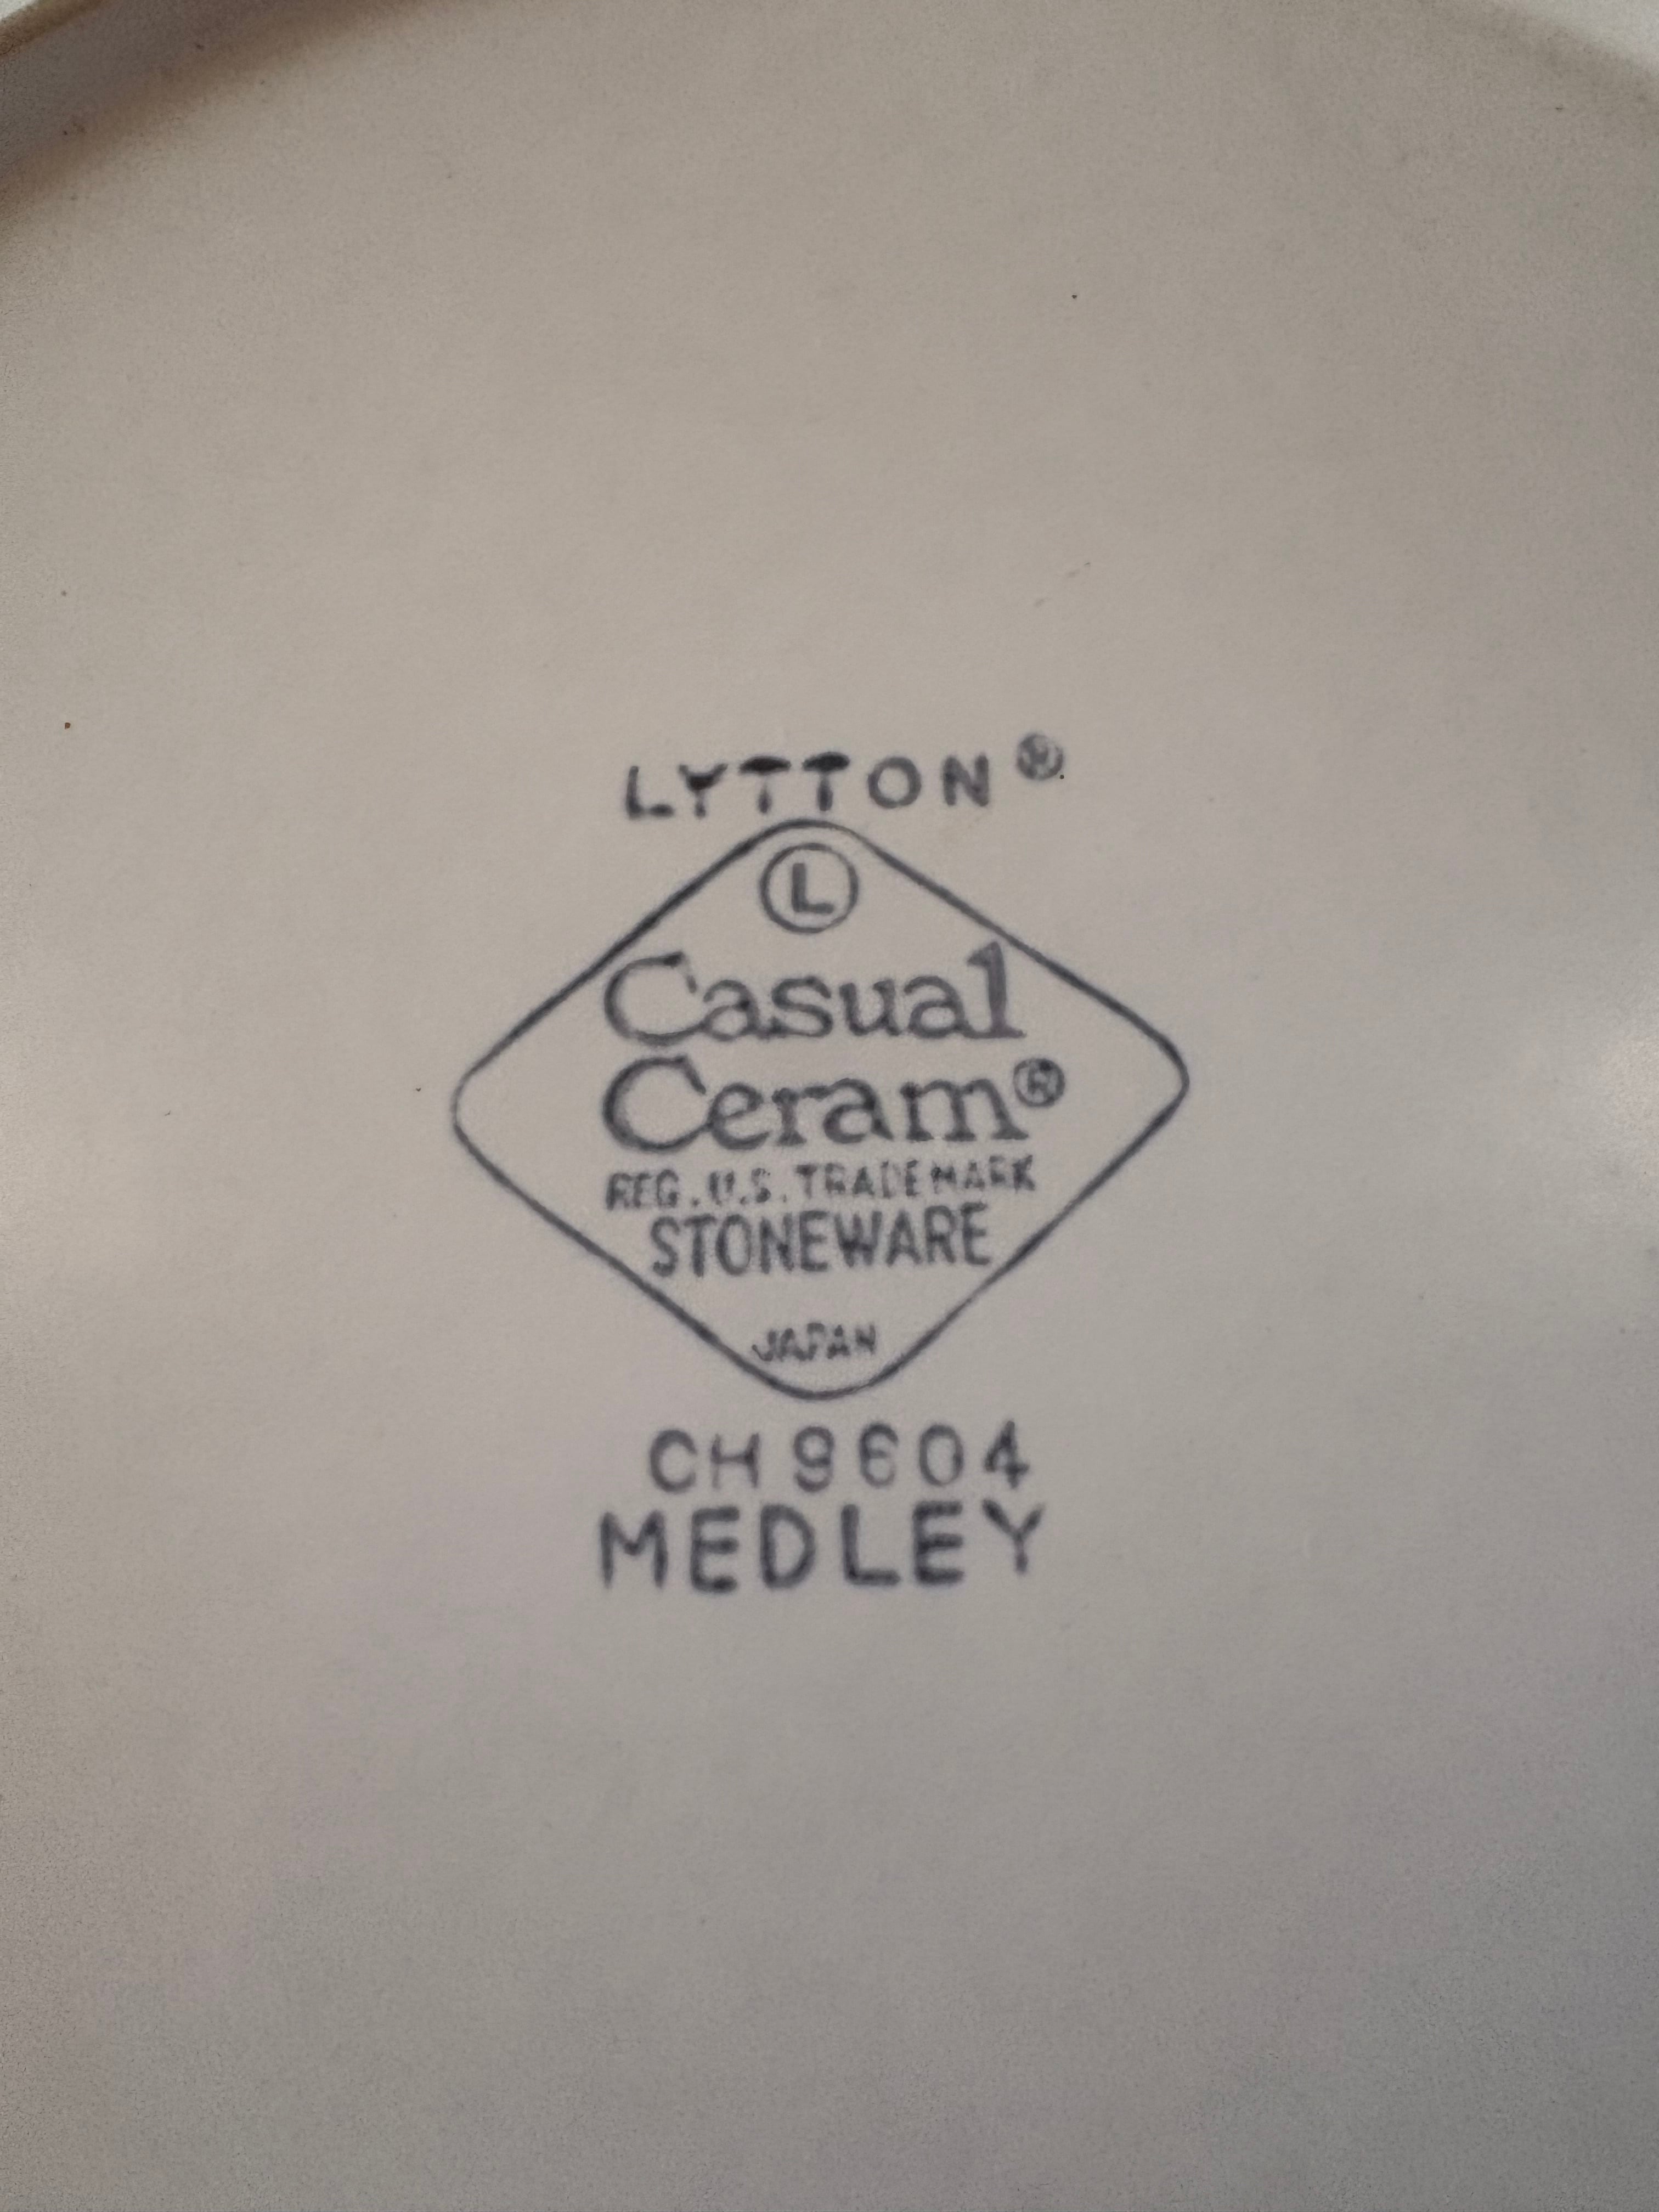 LYTTON®
Ⓛ
Casual
Ceram®
REG. U.S. TRADEMARK
STONEWARE
JAPAN
CH 9604
MEDLEY